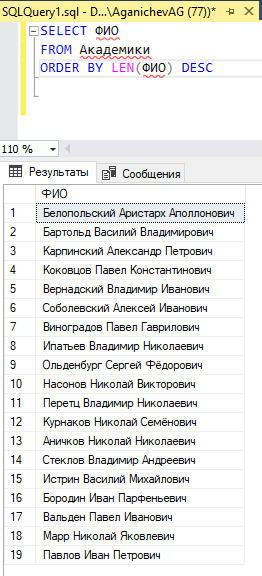 SQLQuery1.sql - D...\AganichevAG (77))*
SELECT ФИО
FROM Академики
ORDER BY LEN(ФИО) DESC
110 %
Результаты Сообщения
ФИО
1 Белопольский Аристарх Аполлонович
2 Бартольд Василий Владимирович
3 Карпинский Александр Петрович
4 Коковцов Павел Константинович
5 Вернадский Владимир Иванович
6 Соболевский Алексей Иванович
7 Виноградов Павел Гаврилович
8 Ипатьев Владимир Николаевич
9 Ольденбург Сергей Фёдорович
10 Насонов Николай Викторович
11 Перетц Владимир Николаевич
12 Курнаков Николай Семёнович
13 Аничков Николай Николаевич
14 Стеклов Владимир Андреевич
15 Истрин Василий Михайлович
16 Бородин Иван Парфеньевич
17 Вальден Павел Иванович
18 Марр Николай Яковлевич
19 Павлов Иван Петрович